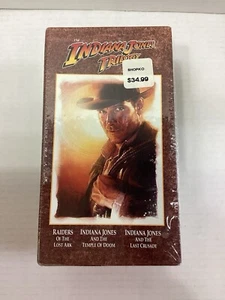 THE
INDIANA JONES
TRILOGY
SHOPKO
$34.99
RAIDERS
OF THE
LOST ARK
INDIANA JONES
AND THE
TEMPLE OF DOOM
INDIANA JONES
AND THE
LAST CRUSADE